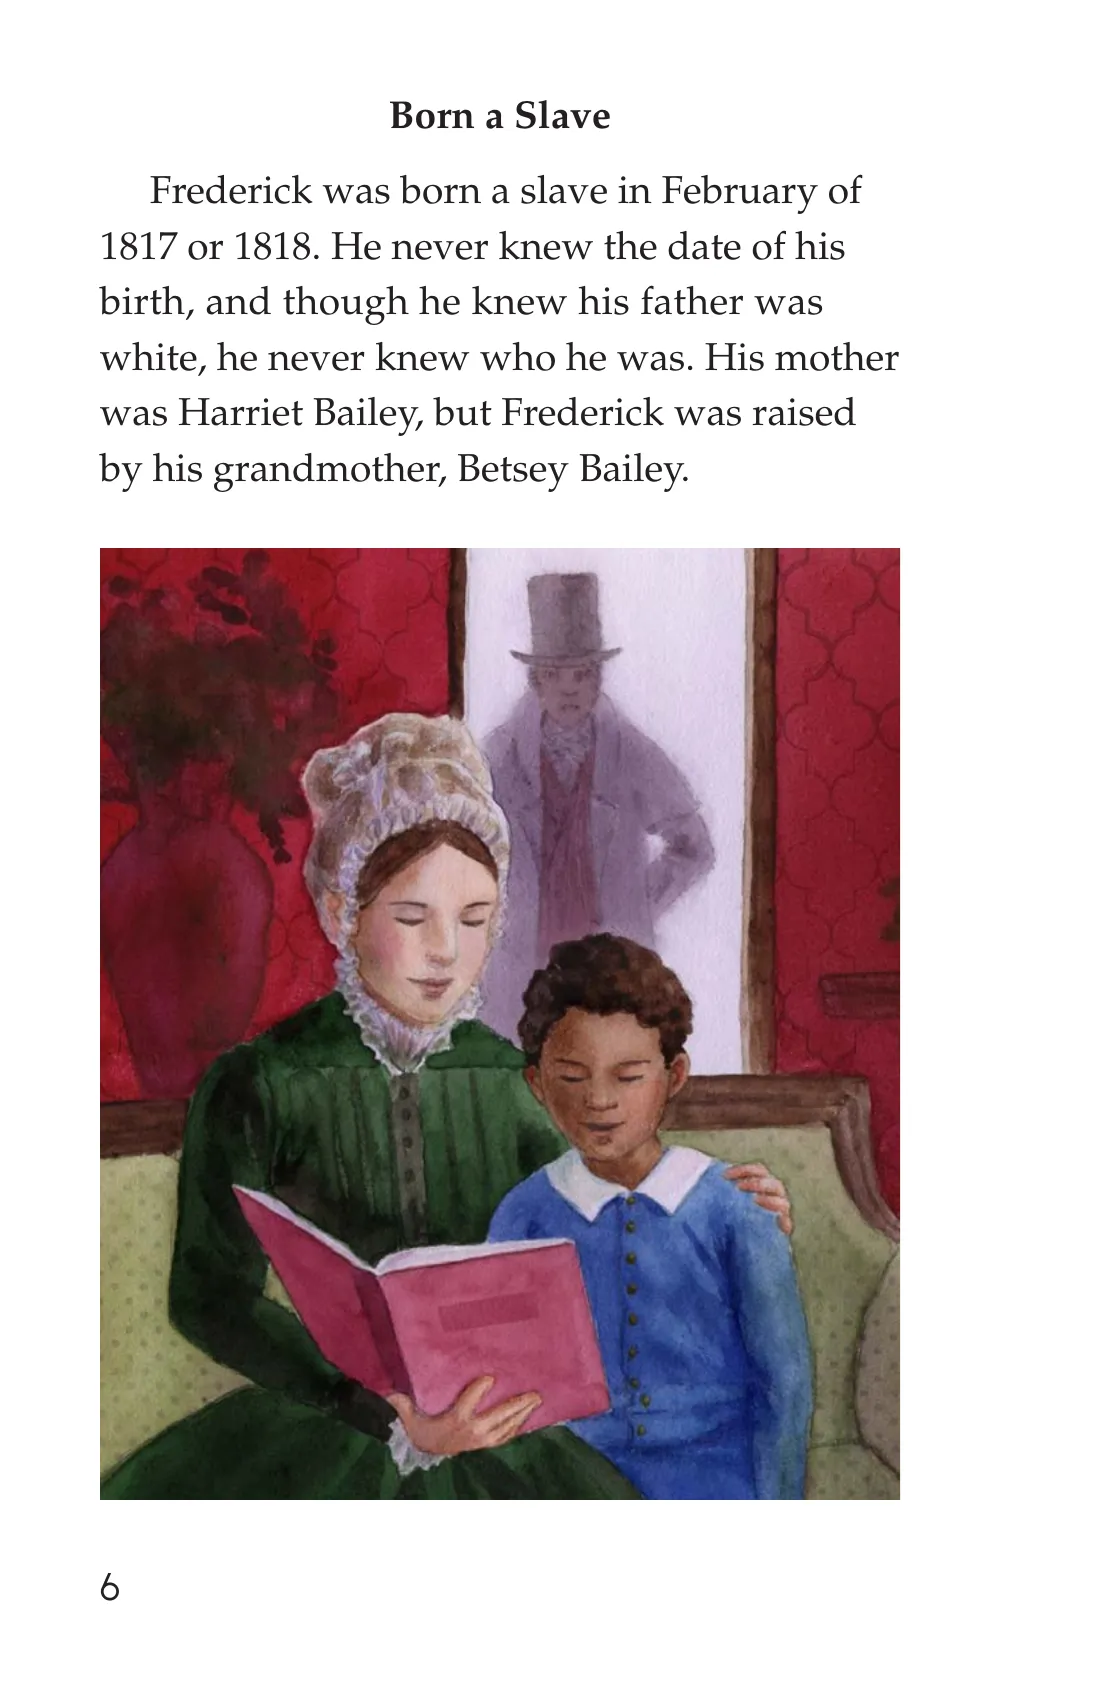 Born a Slave
Frederick was born a slave in February of
1817 or 1818. He never knew the date of his
birth, and though he knew his father was
white, he never knew who he was. His mother
was Harriet Bailey, but Frederick was raised
by his grandmother, Betsey Bailey.
6